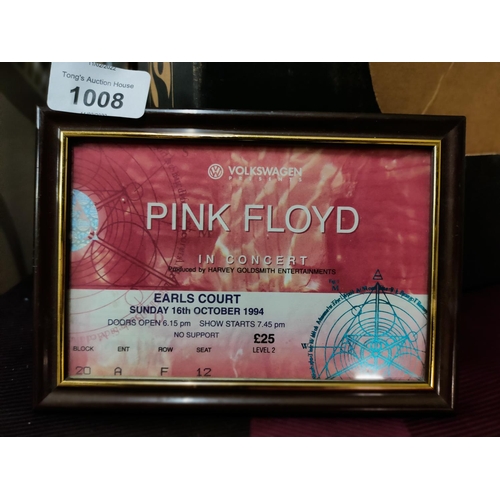 Tong's Auction House
1008
VOLKSWAGEN
PRESENTS
PINK FLOYD
IN CONCERT
Produced by HARVEY GOLDSMITH ENTERTAINMENTS
EARLS COURT
SUNDAY 16th OCTOBER 1994
DOORS OPEN 6.15 pm SHOW STARTS 7.45 pm
NO SUPPORT
£25
LEVEL 2
BLOCK ENT ROW SEAT
20 A F 12